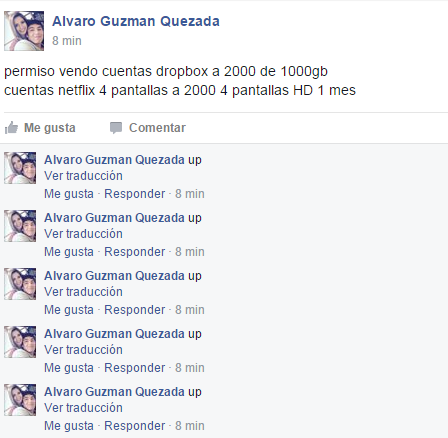 Alvaro Guzman Quezada
8 min
permiso vendo cuentas dropbox a 2000 de 1000gb
cuentas netflix 4 pantallas a 2000 4 pantallas HD 1 mes
Me gusta Comentar
Alvaro Guzman Quezada up
Ver traducción
Me gusta · Responder · 8 min
Alvaro Guzman Quezada up
Ver traducción
Me gusta · Responder · 8 min
Alvaro Guzman Quezada up
Ver traducción
Me gusta · Responder · 8 min
Alvaro Guzman Quezada up
Ver traducción
Me gusta · Responder · 8 min
Alvaro Guzman Quezada up
Ver traducción
Me gusta · Responder · 8 min